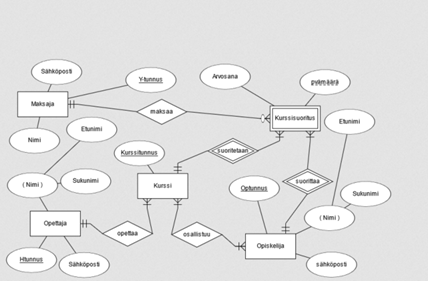 Sähköposti
Y-tunnus
Arvosana
Maksaja
maksaa
Kurssisuoritus
Nimi
Etunimi
Etunimi
Kurssitunnus
suoritetaan
( Nimi )
Sukunimi
Kurssi
Optunnus
suorittaa
Sukunimi
Opettaja
opettaa
osallistuu
( Nimi )
Opiskelija
Htunnus
Sähköposti
sähköposti